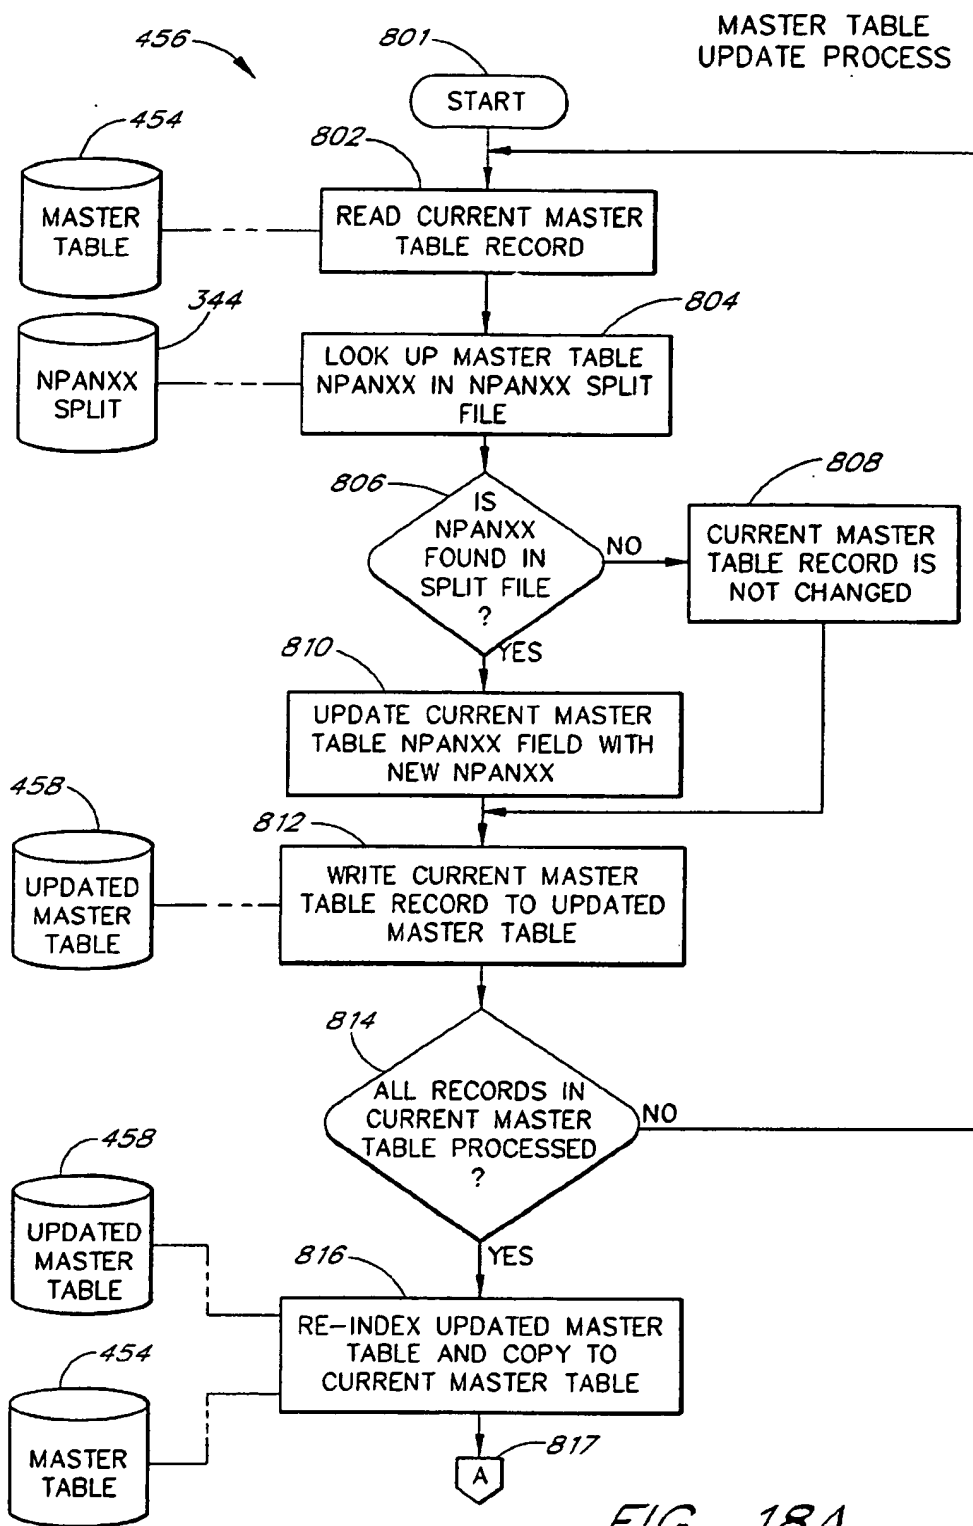 MASTER TABLE
UPDATE PROCESS
456
801
START
454
802
MASTER
TABLE
READ CURRENT MASTER
TABLE RECORD
344
804
NPANXX
SPLIT
LOOK UP MASTER TABLE
NPANXX IN NPANXX SPLIT
FILE
806
IS
NPANXX
FOUND IN
SPLIT FILE
?
NO
808
CURRENT MASTER
TABLE RECORD IS
NOT CHANGED
YES
810
UPDATE CURRENT MASTER
TABLE NPANXX FIELD WITH
NEW NPANXX
458
812
UPDATED
MASTER
TABLE
WRITE CURRENT MASTER
TABLE RECORD TO UPDATED
MASTER TABLE
814
ALL RECORDS IN
CURRENT MASTER
TABLE PROCESSED
?
NO
458
UPDATED
MASTER
TABLE
YES
816
RE-INDEX UPDATED MASTER
TABLE AND COPY TO
CURRENT MASTER TABLE
454
MASTER
TABLE
817
A
FIG. 18A